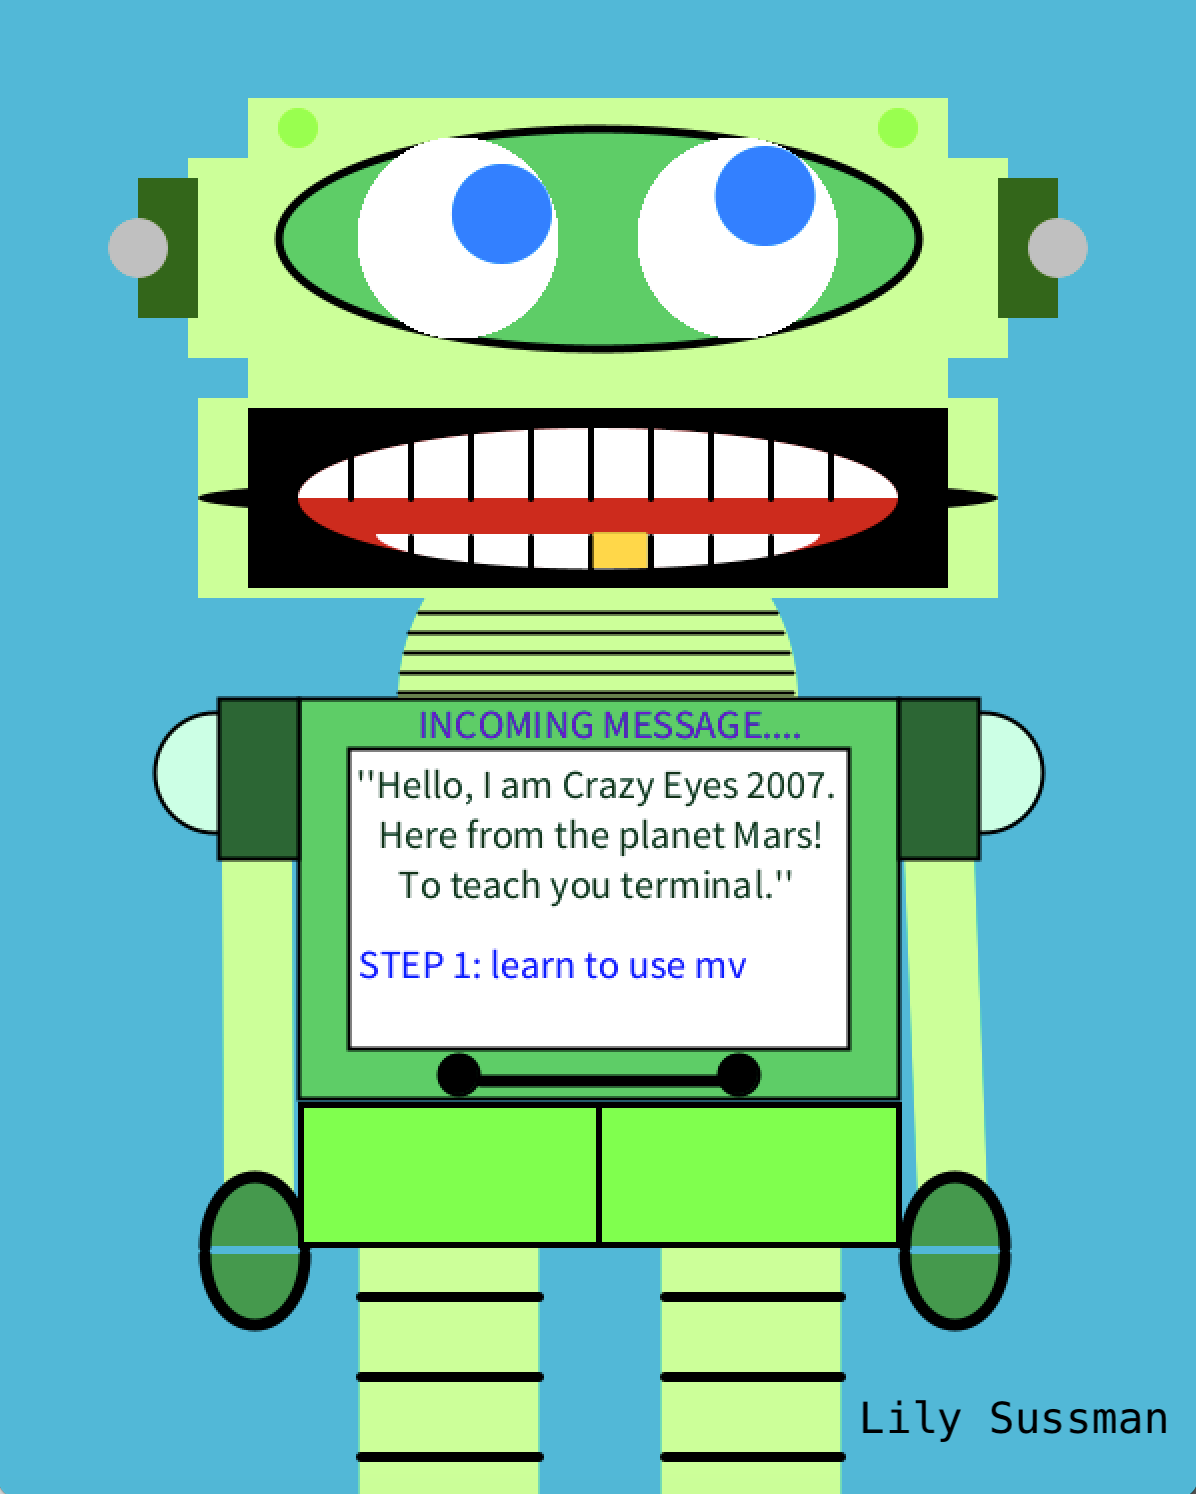 INCOMING MESSAGE....
''Hello, I am Crazy Eyes 2007.
Here from the planet Mars!
To teach you terminal.''
STEP 1: learn to use mv
Lily Sussman